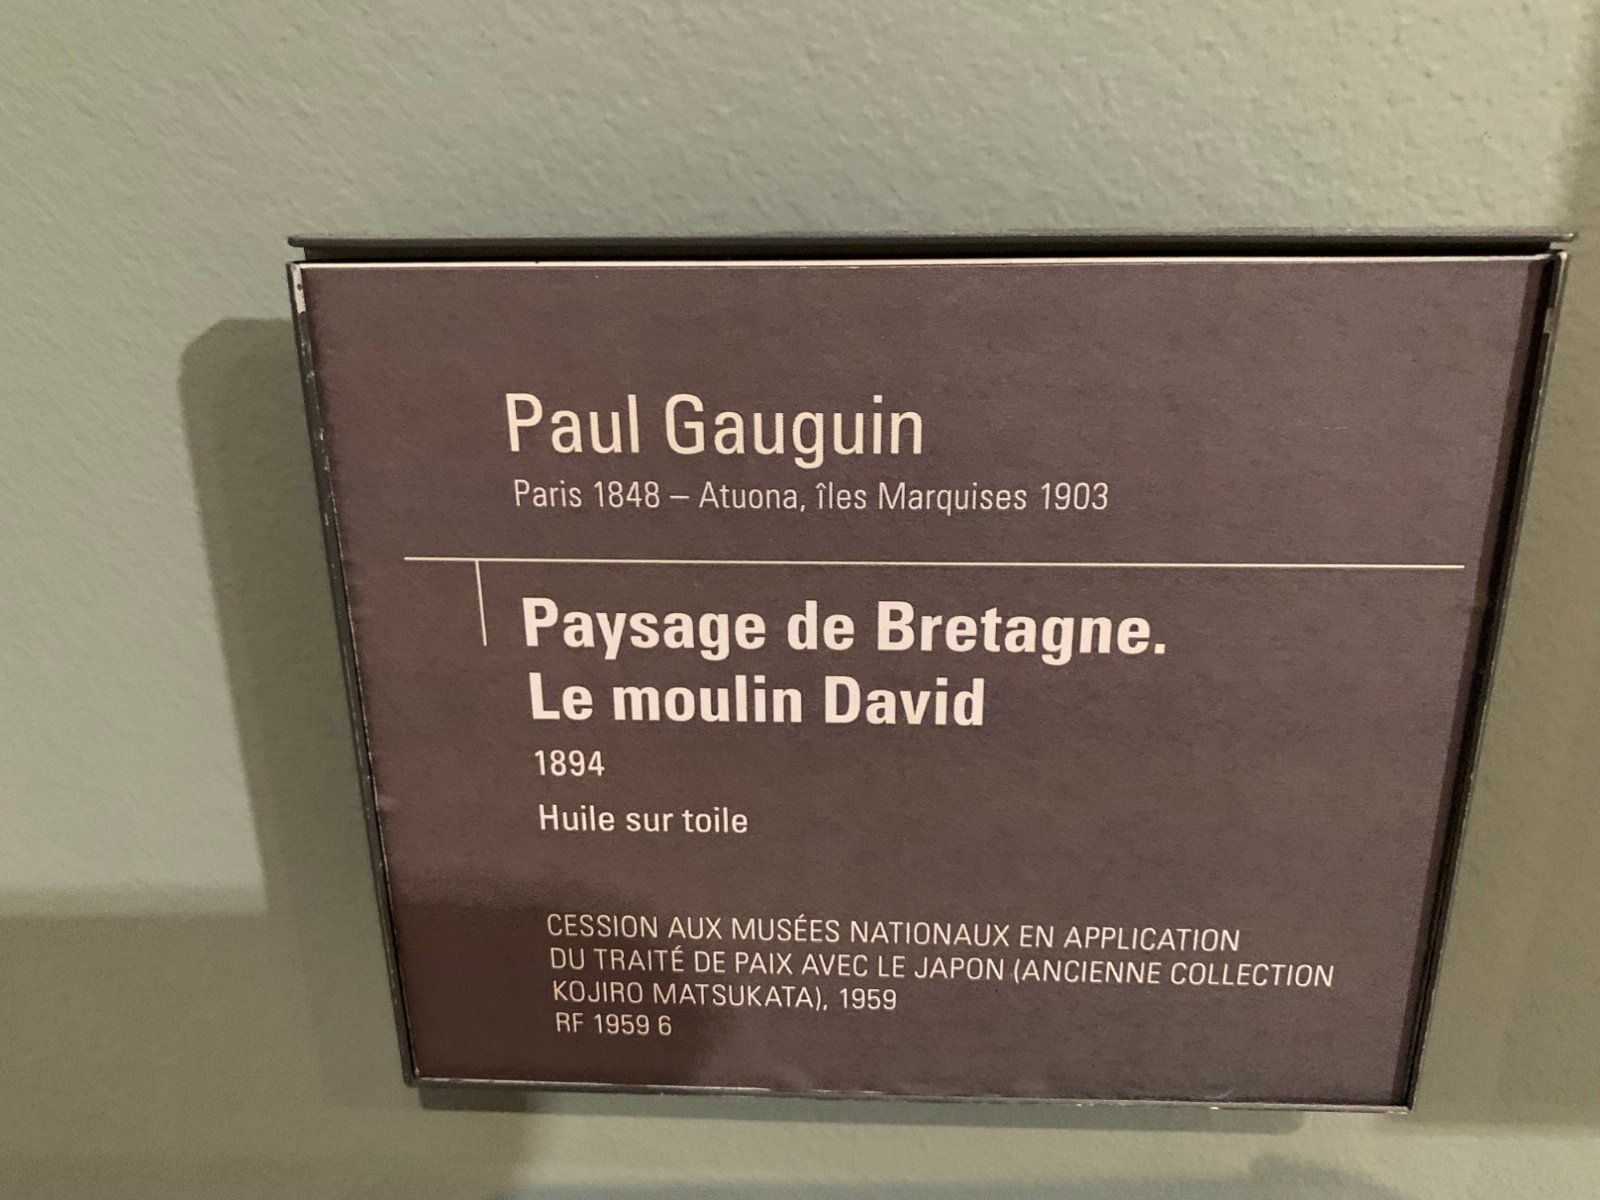 Paul Gauguin
Paris 1848 – Atuona, îles Marquises 1903
Paysage de Bretagne.
Le moulin David
1894
Huile sur toile
CESSION AUX MUSÉES NATIONAUX EN APPLICATION
DU TRAITÉ DE PAIX AVEC LE JAPON (ANCIENNE COLLECTION
KOJIRO MATSUKATA), 1959
RF 1959 6